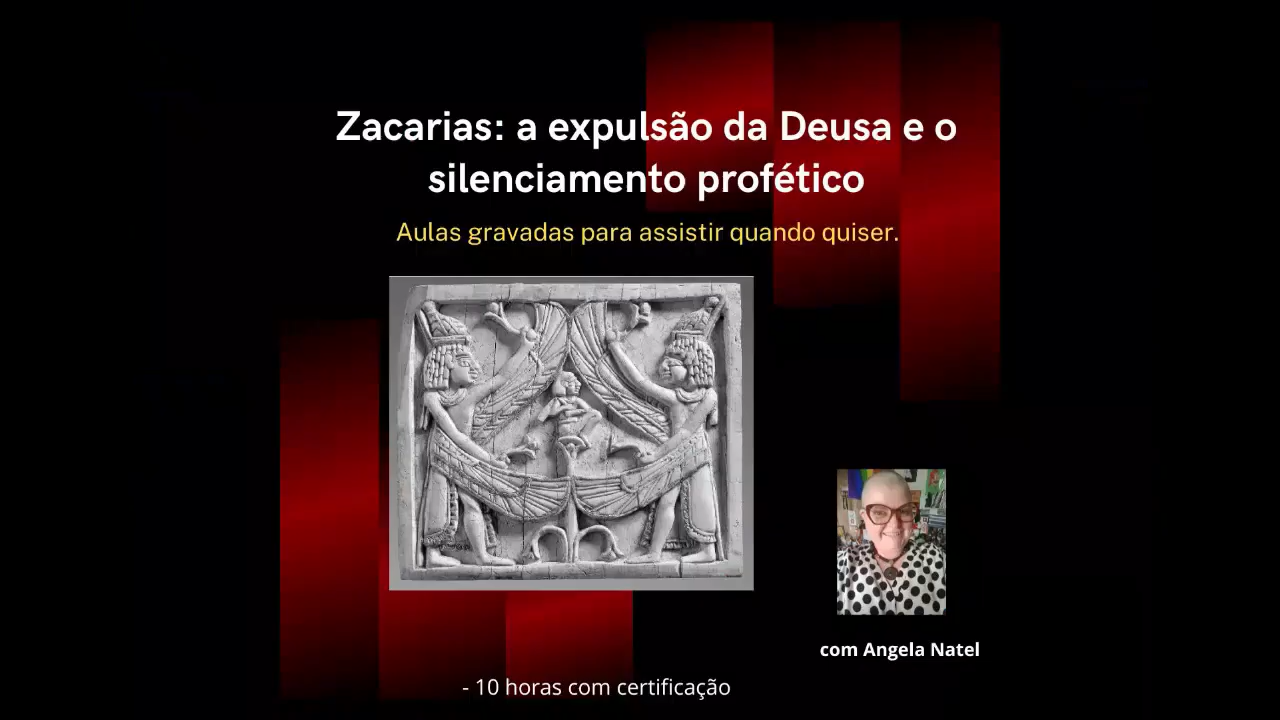 Zacarias: a expulsão da Deusa e o
silenciamento profético
Aulas gravadas para assistir quando quiser.
com Angela Natel
- 10 horas com certificação